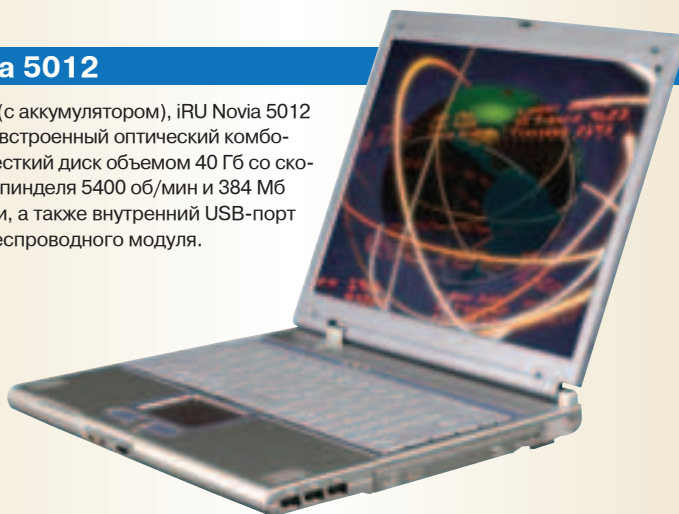 a 5012
(с аккумулятором), iRU Novia 5012
встроенный оптический комбо-
сткий диск объемом 40 Гб со ско-
пинделя 5400 об/мин и 384 Мб
и, а также внутренний USB-порт
еспроводного модуля.